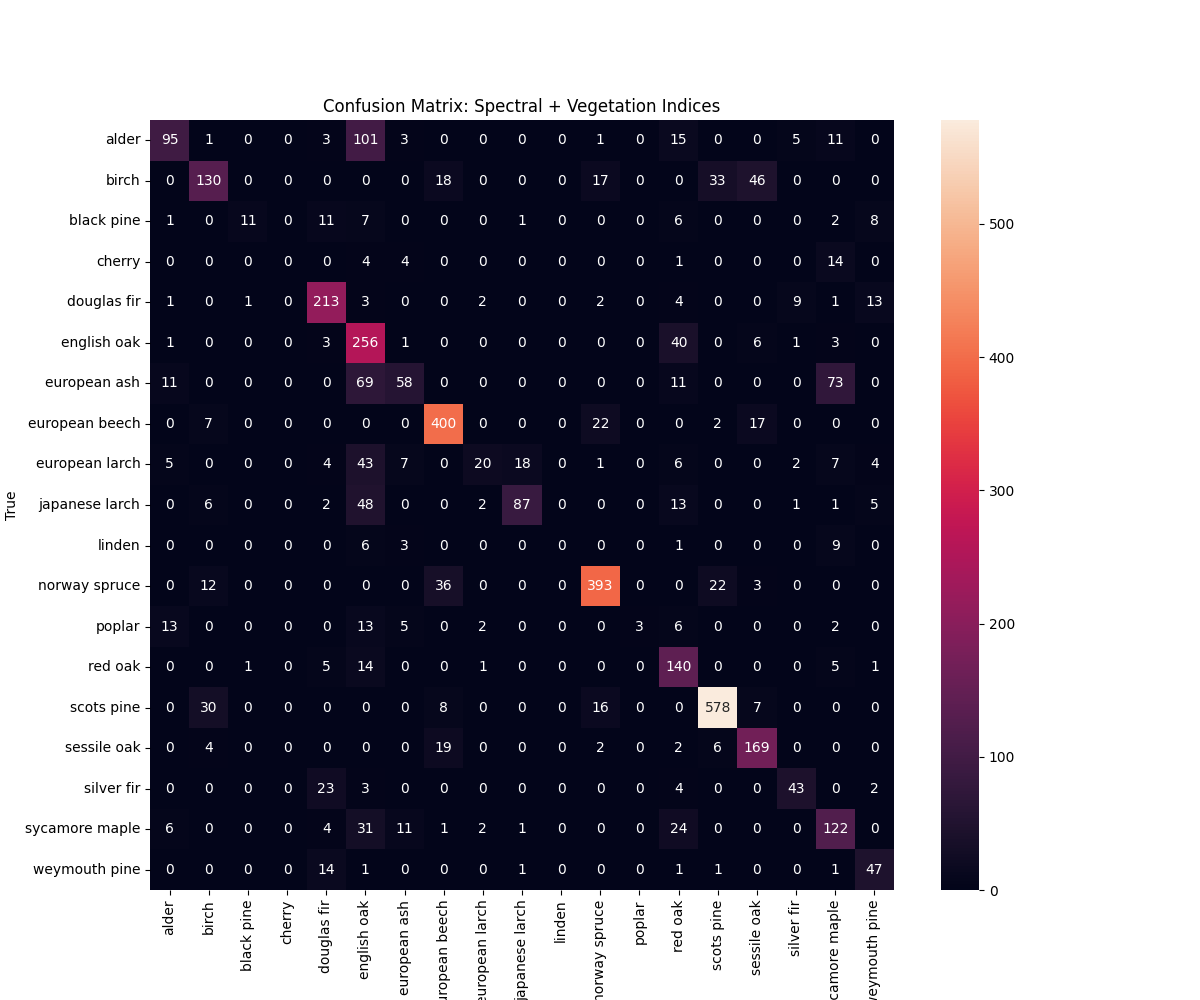 Confusion Matrix: Spectral + Vegetation Indices
alder 95 1 0 0 3 101 3 0 0 0 0 1 0 15 0 0 5 11 0
birch 0 130 0 0 0 0 0 18 0 0 0 17 0 0 33 46 0 0 0
black pine 1 0 11 0 11 7 0 0 0 1 0 0 0 6 0 0 0 2 8
cherry 0 0 0 0 0 4 4 0 0 0 0 0 0 1 0 0 0 14 0
douglas fir 1 0 1 0 213 3 0 0 2 0 0 2 0 4 0 0 9 1 13
english oak 1 0 0 0 3 256 1 0 0 0 0 0 0 40 0 6 1 3 0
european ash 11 0 0 0 0 69 58 0 0 0 0 0 0 11 0 0 0 73 0
european beech 0 7 0 0 0 0 0 400 0 0 0 22 0 0 2 17 0 0 0
european larch 5 0 0 0 4 43 7 0 20 18 0 1 0 6 0 0 2 7 4
japanese larch 0 6 0 0 2 48 0 0 2 87 0 0 0 13 0 0 1 1 5
linden 0 0 0 0 0 6 3 0 0 0 0 0 0 1 0 0 0 9 0
norway spruce 0 12 0 0 0 0 0 36 0 0 0 393 0 0 22 3 0 0 0
poplar 13 0 0 0 0 13 5 0 2 0 0 0 3 6 0 0 0 2 0
red oak 0 0 1 0 5 14 0 0 1 0 0 0 0 140 0 0 0 5 1
scots pine 0 30 0 0 0 0 0 8 0 0 0 16 0 0 578 7 0 0 0
sessile oak 0 4 0 0 0 0 0 19 0 0 0 2 0 2 6 169 0 0 0
silver fir 0 0 0 0 23 3 0 0 0 0 0 0 0 4 0 0 43 0 2
sycamore maple 6 0 0 0 4 31 11 1 2 1 0 0 0 24 0 0 0 122 0
weymouth pine 0 0 0 0 14 1 0 0 0 1 0 0 0 1 1 0 0 1 47
True
alder
birch
black pine
cherry
douglas fir
english oak
european ash
uropean beech
european larch
japanese larch
linden
norway spruce
poplar
red oak
scots pine
sessile oak
silver fir
camore maple
weymouth pine
500
400
300
200
100
0